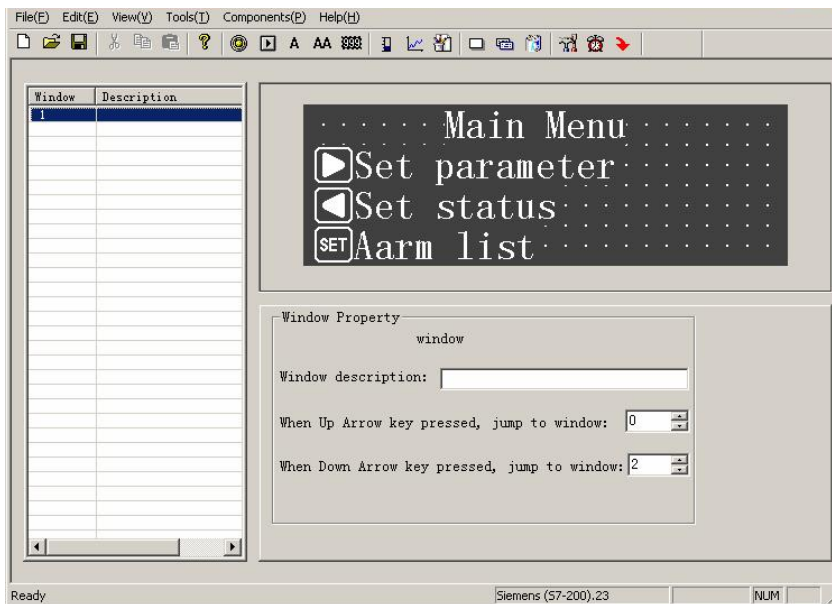 File(F) Edit(E) View(V) Tools(T) Components(P) Help(H)
A AA
Window Description
1
Main Menu
Set parameter
Set status
SET Aarm list
Window Property
window
Window description:
When Up Arrow key pressed, jump to window: 0
When Down Arrow key pressed, jump to window: 2
Ready Siemens (S7-200).23 NUM